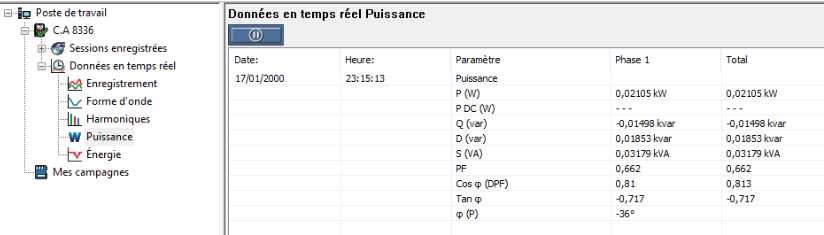 Poste de travail
C.A 8336
Sessions enregistrées
Données en temps réel
Enregistrement
Forme d'onde
Harmoniques
W Puissance
Énergie
Mes campagnes
Données en temps réel Puissance
Date: Heure: Paramètre Phase 1 Total
17/01/2000 23:15:13 Puissance
P (W) 0,02105 kW 0,02105 kW
P DC (W) - - - - - -
Q (var) -0,01498 kvar -0,01498 kvar
D (var) 0,01853 kvar 0,01853 kvar
S (VA) 0,03179 kVA 0,03179 kVA
PF 0,662 0,662
Cos φ (DPF) 0,81 0,813
Tan φ -0,717 -0,717
φ (P) -36°